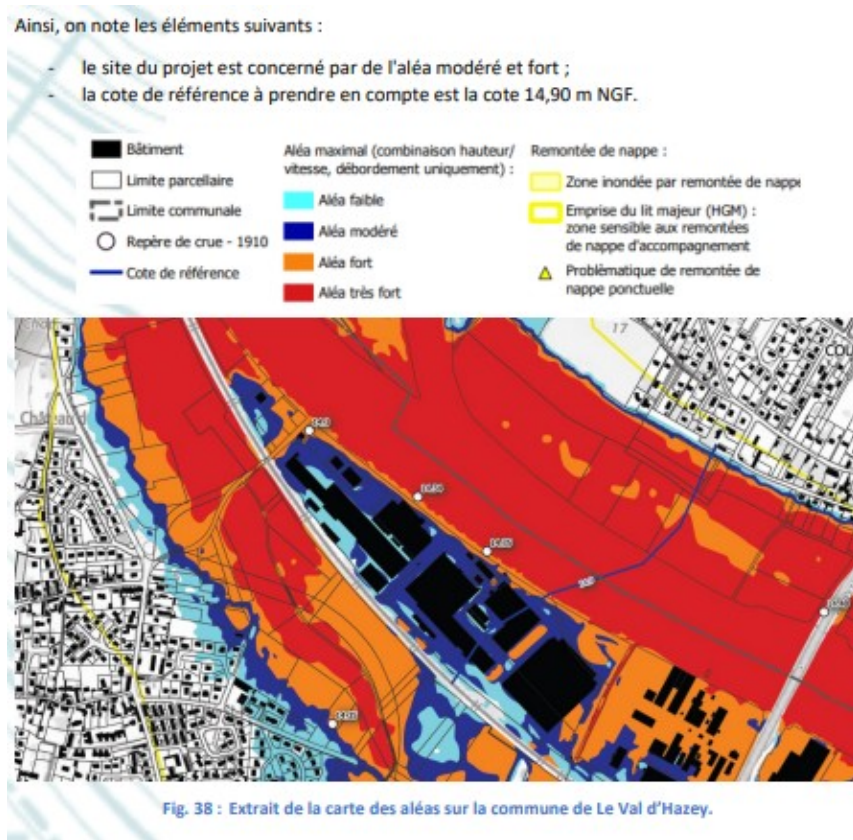 Ainsi, on note les éléments suivants :
- le site du projet est concerné par de l'aléa modéré et fort ;
- la cote de référence à prendre en compte est la cote 14,90 m NGF.
Bâtiment
Limite parcellaire
Limite communale
Repère de crue - 1910
Cote de référence
Aléa maximal (combinaison hauteur/
vitesse, débordement uniquement) :
Aléa faible
Aléa modéré
Aléa fort
Aléa très fort
Remontée de nappe :
Zone inondée par remontée de nappe
Emprise du lit majeur (HGM) :
zone sensible aux remontées
de nappe d'accompagnement
Problèmatique de remontée de
nappe ponctuelle
17
COU
Fig. 38 : Extrait de la carte des aléas sur la commune de Le Val d'Hazey.